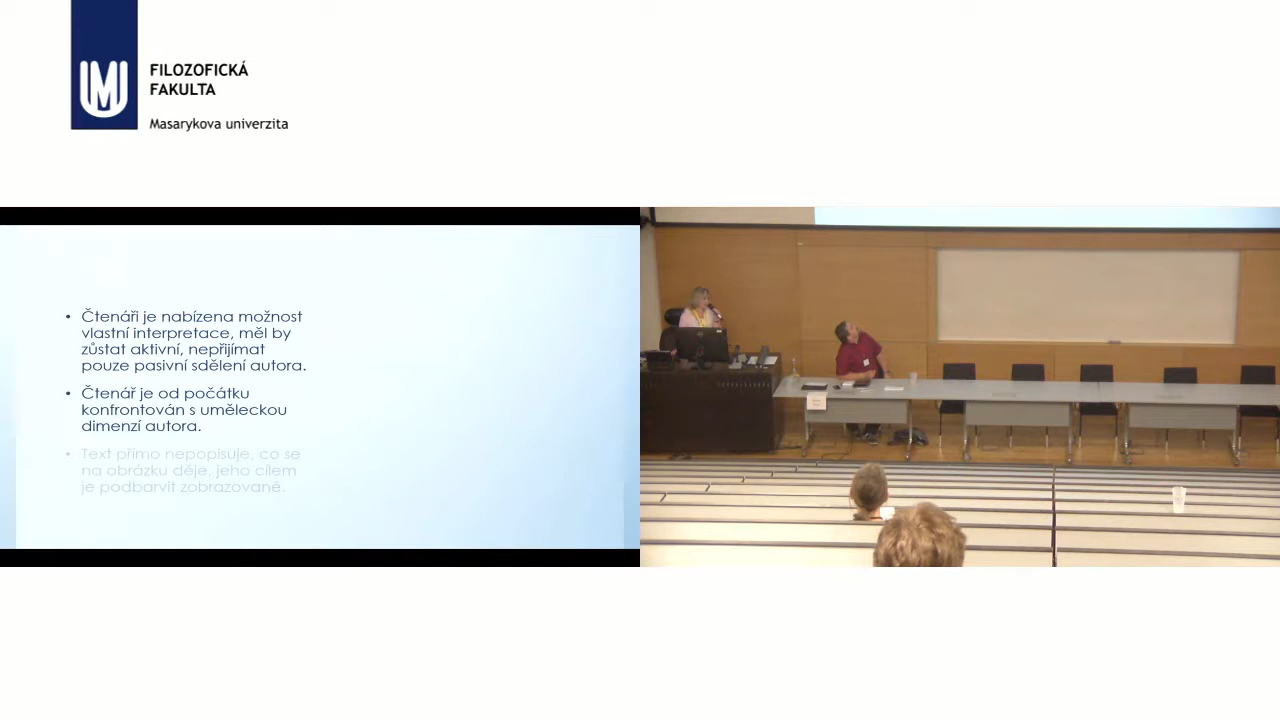 FILOZOFICKÁ
FAKULTA
Masarykova univerzita
• Čtenáři je nabízena možnost
vlastní interpretace, měl by
zůstat aktivní, nepřijímat
pouze pasivní sdělení autora.
• Čtenář je od počátku
konfrontován s uměleckou
dimenzí autora.
• Text přímo nepopisuje, co se
na obrázku děje, jeho cílem
je podbarvit zobrazované.